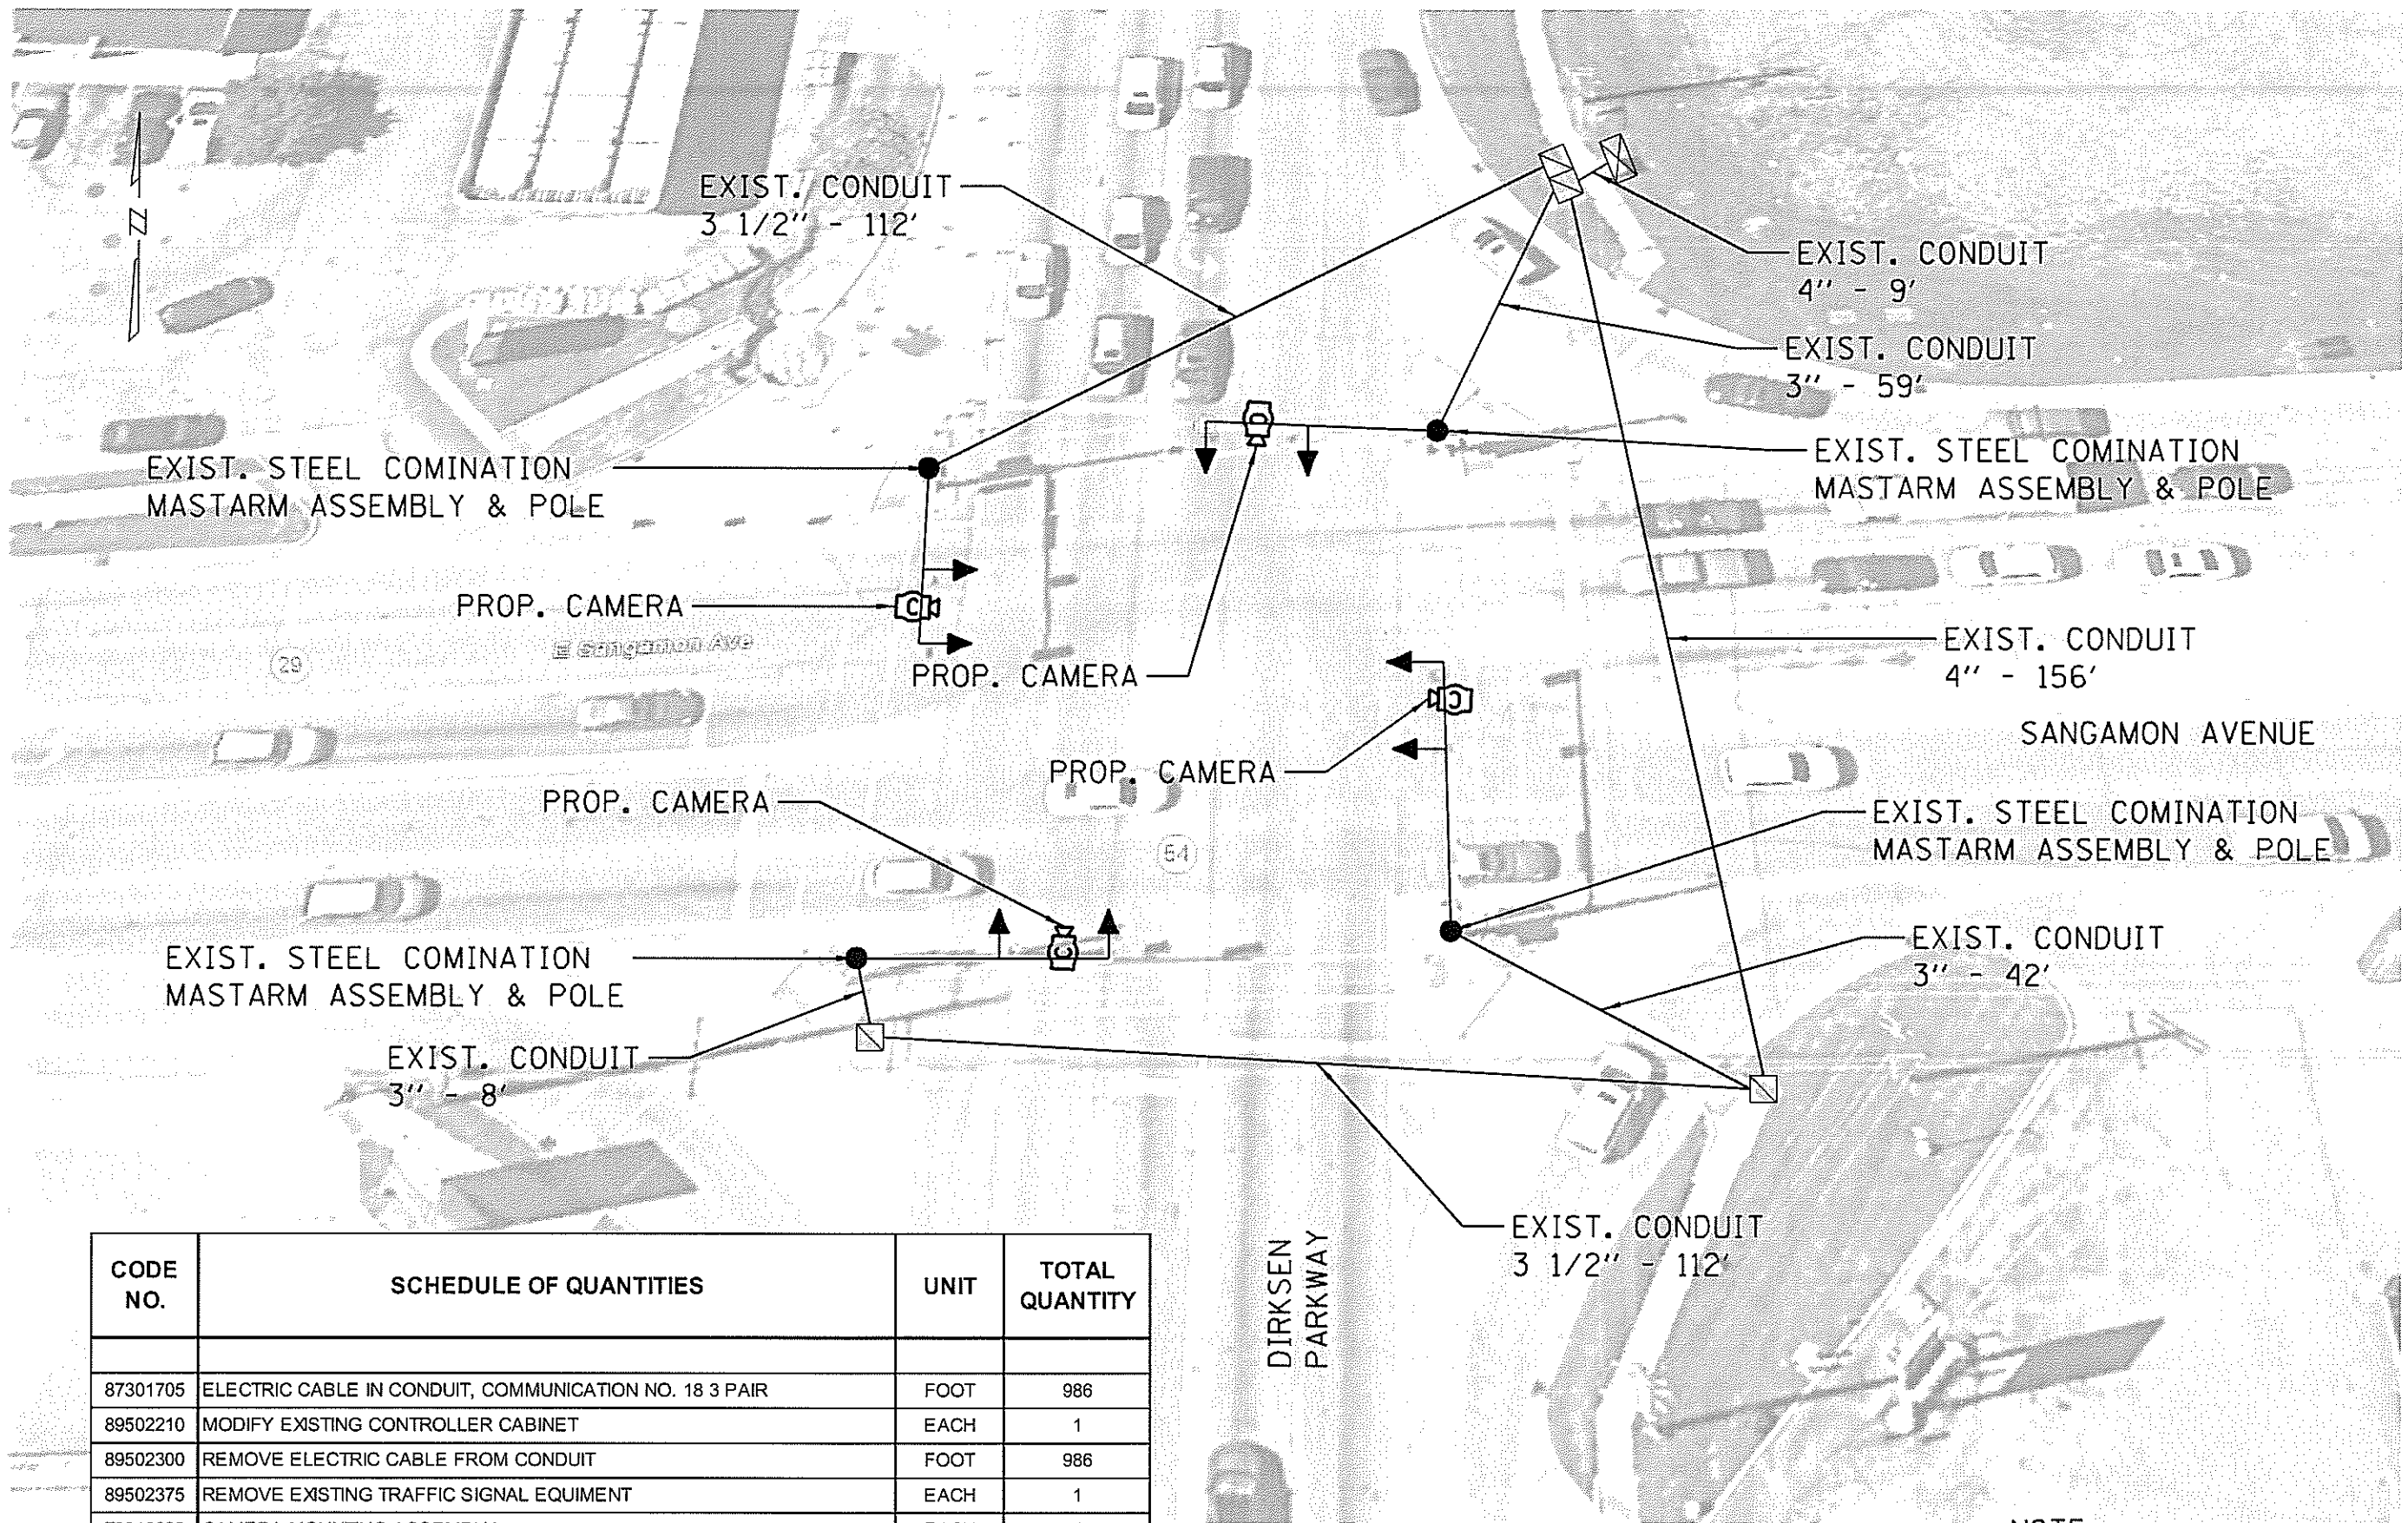 EXIST. CONDUIT
3 1/2" - 112'
N
EXIST. CONDUIT
4" - 9'
EXIST. CONDUIT
3" - 59'
EXIST. STEEL COMINATION
MASTARM ASSEMBLY & POLE
EXIST. STEEL COMINATION
MASTARM ASSEMBLY & POLE
PROP. CAMERA
E Sangamon Ave
29
PROP. CAMERA
EXIST. CONDUIT
4" - 156'
SANGAMON AVENUE
PROP. CAMERA
PROP. CAMERA
54
EXIST. STEEL COMINATION
MASTARM ASSEMBLY & POLE
EXIST. STEEL COMINATION
MASTARM ASSEMBLY & POLE
EXIST. CONDUIT
3" - 42'
EXIST. CONDUIT
3" - 8'
EXIST. CONDUIT
3 1/2" - 112'
DIRKSEN
PARKWAY
CODE NO. SCHEDULE OF QUANTITIES UNIT TOTAL QUANTITY
87301705 ELECTRIC CABLE IN CONDUIT, COMMUNICATION NO. 18 3 PAIR FOOT 986
89502210 MODIFY EXISTING CONTROLLER CABINET EACH 1
89502300 REMOVE ELECTRIC CABLE FROM CONDUIT FOOT 986
89502375 REMOVE EXISTING TRAFFIC SIGNAL EQUIMENT EACH 1